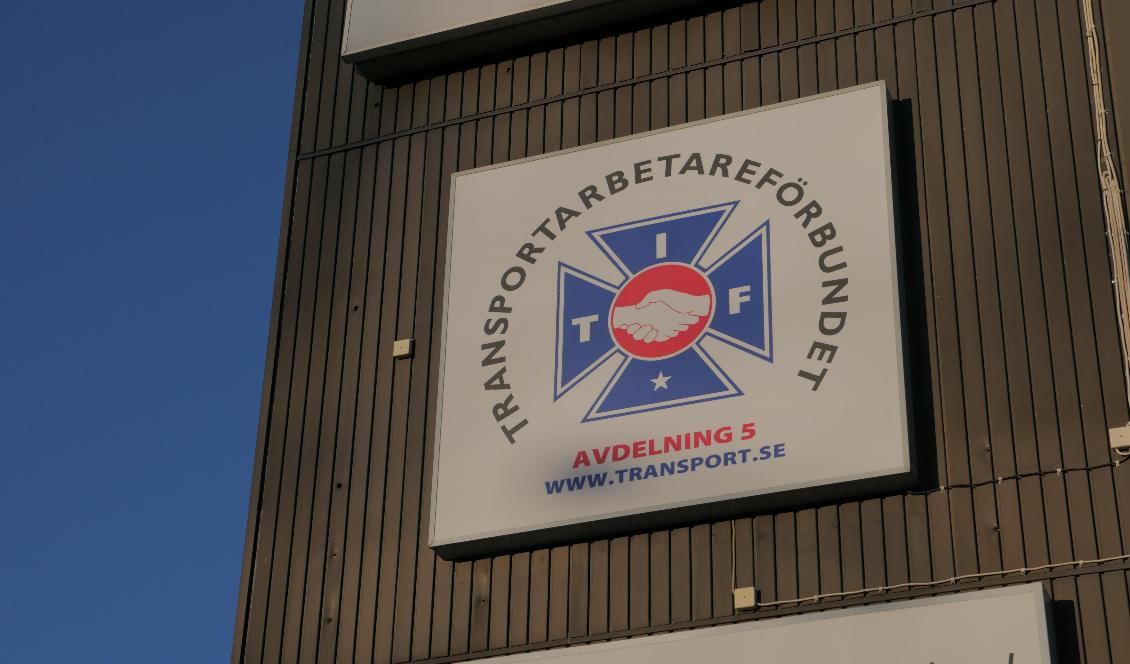 TRANSPORTARBETAREFÖRBUNDET
I
T F
AVDELNING 5
WWW.TRANSPORT.SE